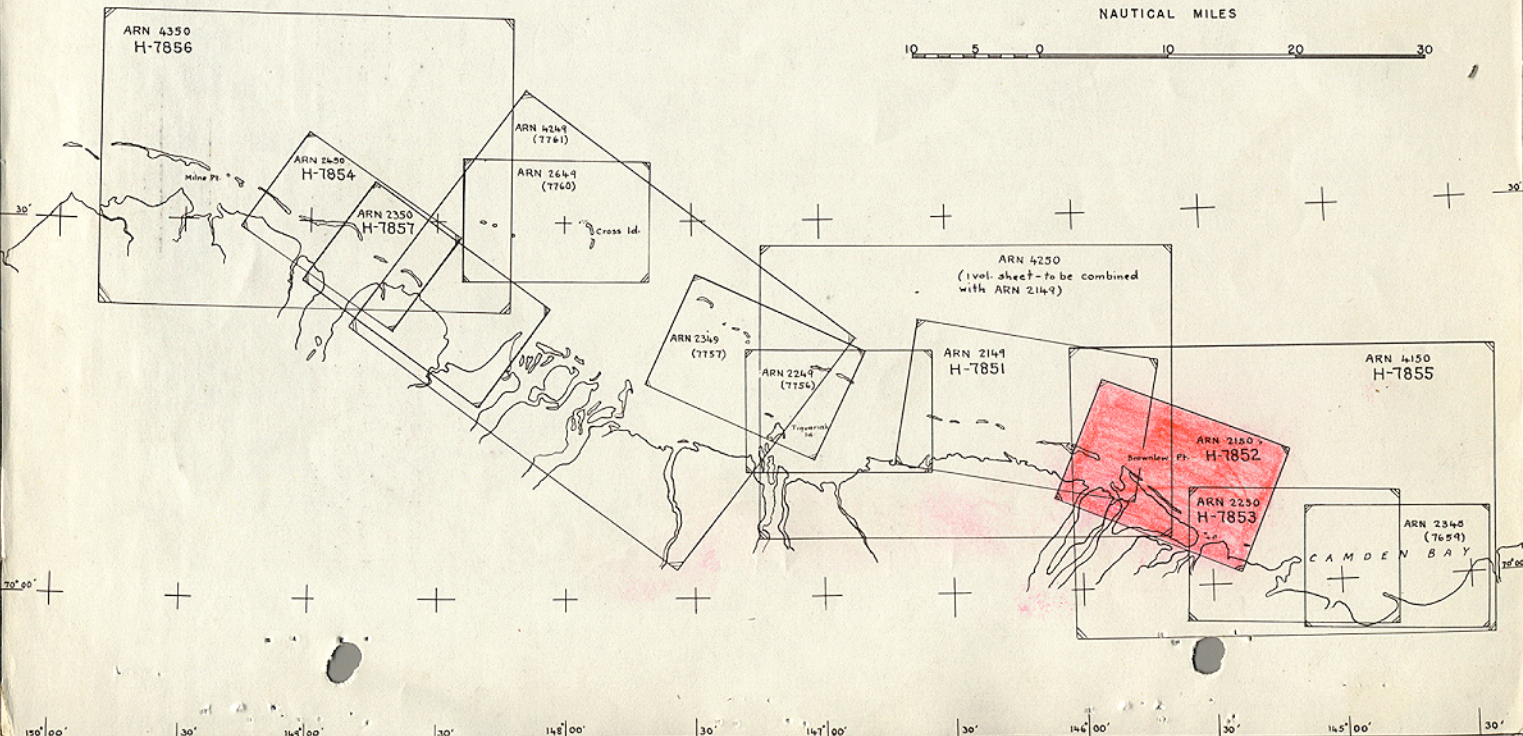 NAUTICAL MILES
10 5 0 10 20 30
ARN 4350
H-7856
ARN 4249
(7761)
ARN 2450
H-7854
ARN 2649
(7760)
Milne Pt.
30'
30'
ARN 2350
H-7857
Cross Id.
ARN 4250
(1 vol. sheet - to be combined
with ARN 2149)
ARN 2349
(7757)
ARN 2149
H-7851
ARN 4150
H-7855
ARN 2249
(7756)
Tigvariak
Id.
ARN 2150
H-7852
Brownlow Pt.
ARN 2250
H-7853
ARN 2348
(7659)
CAMDEN BAY
70°00'
70°00
150°00' 30' 149°00' 30' 148°00' 30' 147°00' 30' 146°00' 30' 145°00' 30'